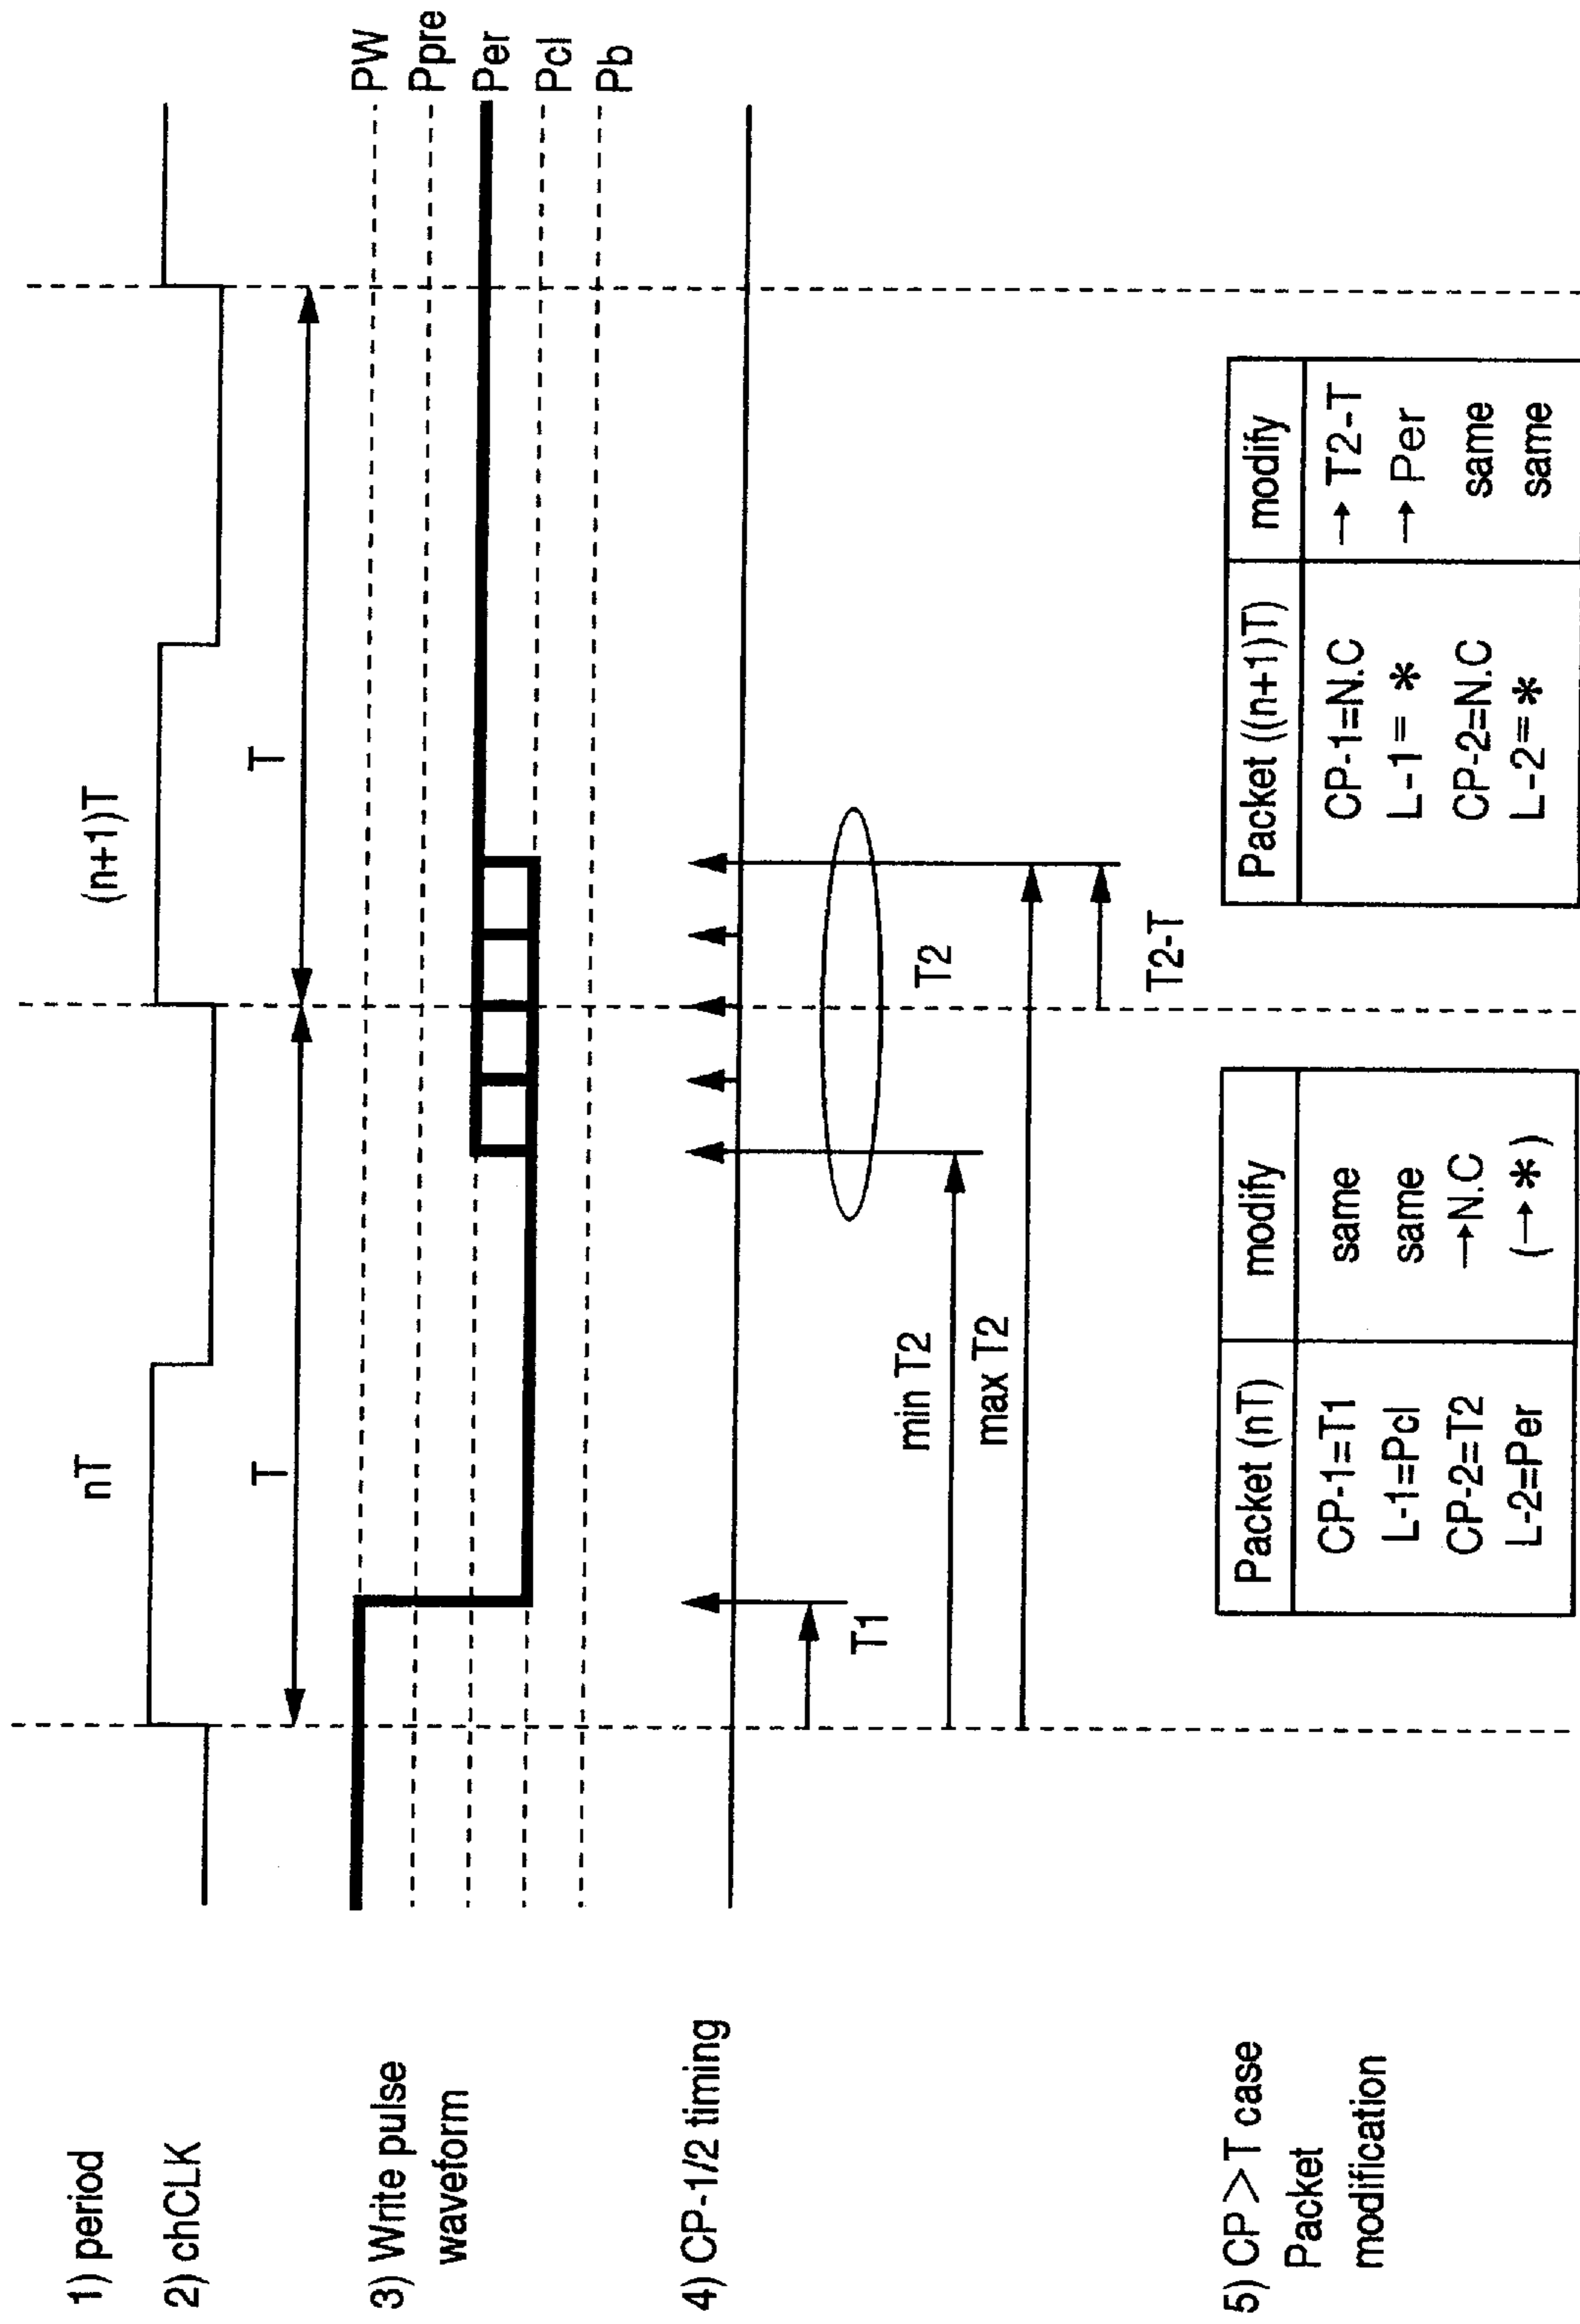 1) period
nT
(n+1)T
2) chCLK
T
T
3) Write pulse
waveform
PW
Ppre
Per
Pcl
Pb
4) CP-1/2 timing
T1
min T2
max T2
T2
T2-T
5) CP > T case
Packet
modification
Packet (nT) modify
CP-1=T1 same
L-1=Pcl same
CP-2=T2 →N.C
L-2=Per (→*)
Packet ((n+1)T) modify
CP-1=N.C → T2-T
L-1= * → Per
CP-2=N.C same
L-2=* same